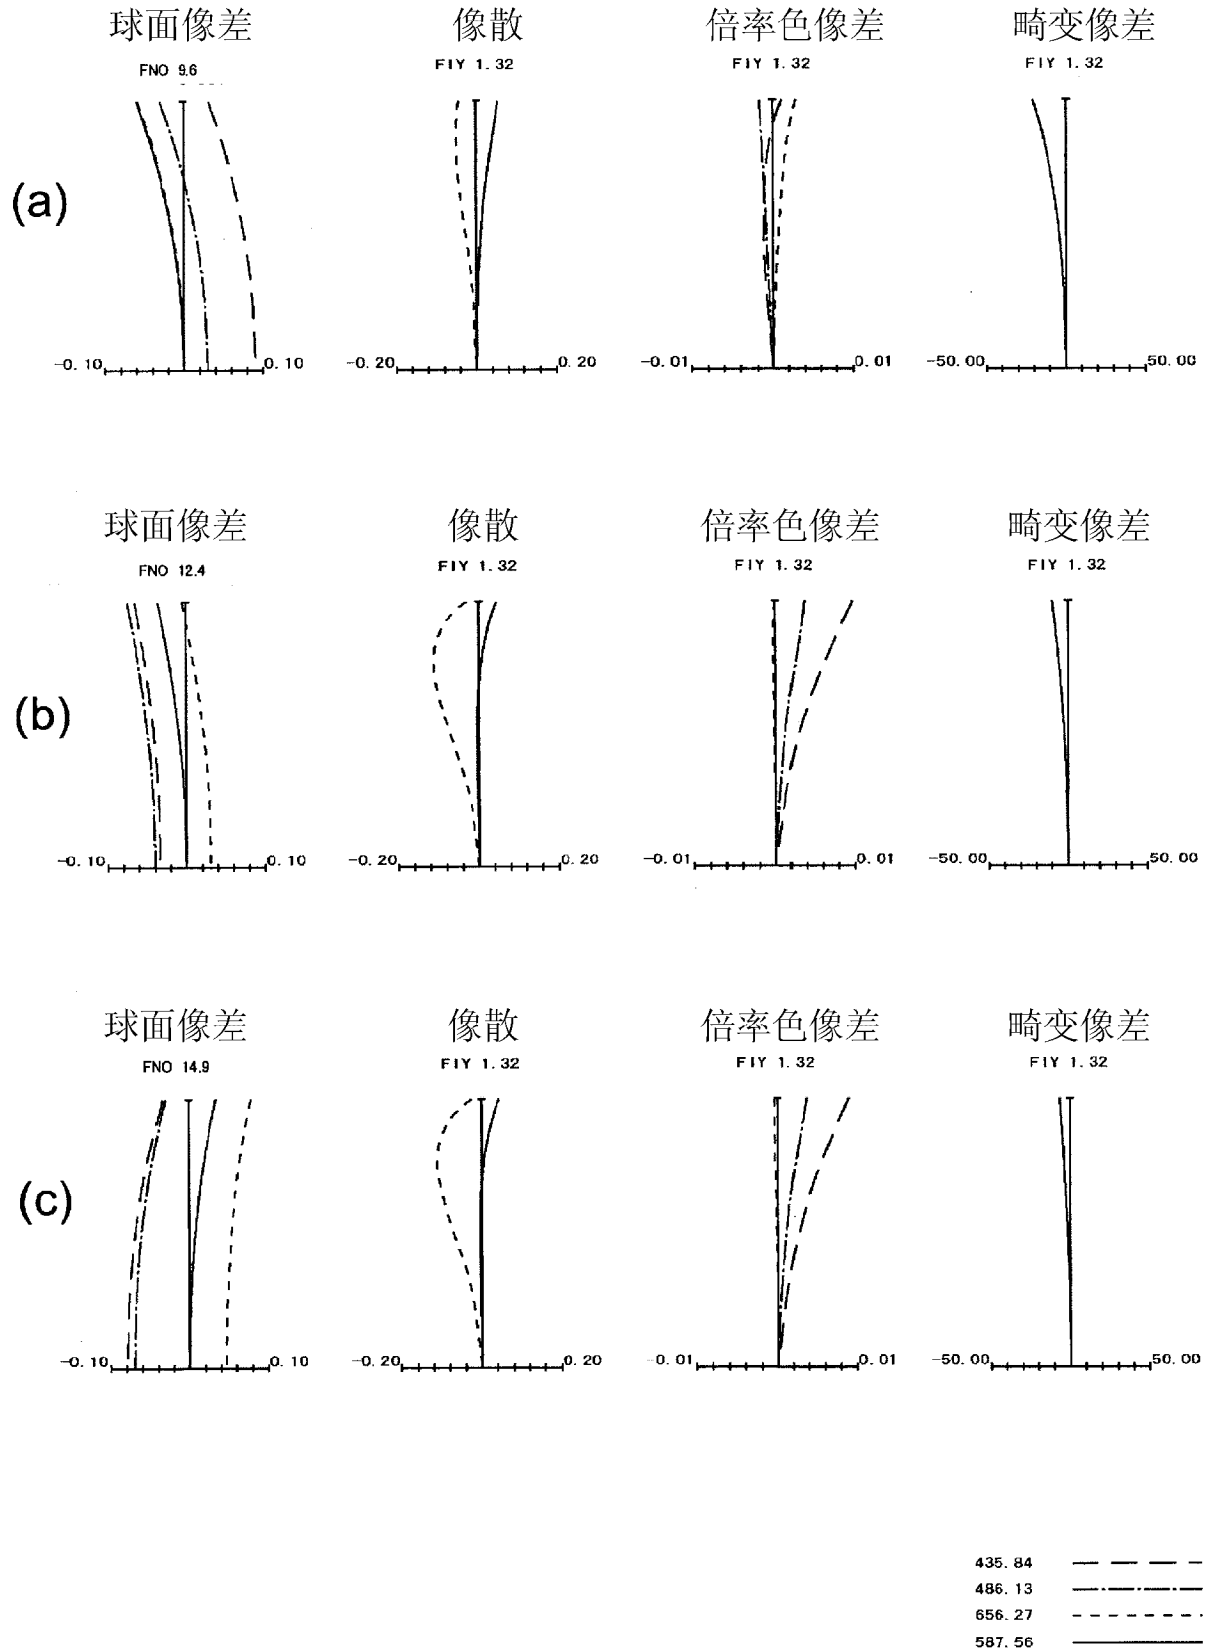 球面像差 像散 倍率色像差 畸变像差
FNO 9.6 FIY 1.32 FIY 1.32 FIY 1.32
(a)
-0.10 0.10 -0.20 0.20 -0.01 0.01 -50.00 50.00
球面像差 像散 倍率色像差 畸变像差
FNO 12.4 FIY 1.32 FIY 1.32 FIY 1.32
(b)
-0.10 0.10 -0.20 0.20 -0.01 0.01 -50.00 50.00
球面像差 像散 倍率色像差 畸变像差
FNO 14.9 FIY 1.32 FIY 1.32 FIY 1.32
(c)
-0.10 0.10 -0.20 0.20 -0.01 0.01 -50.00 50.00
435.84
486.13
656.27
587.56